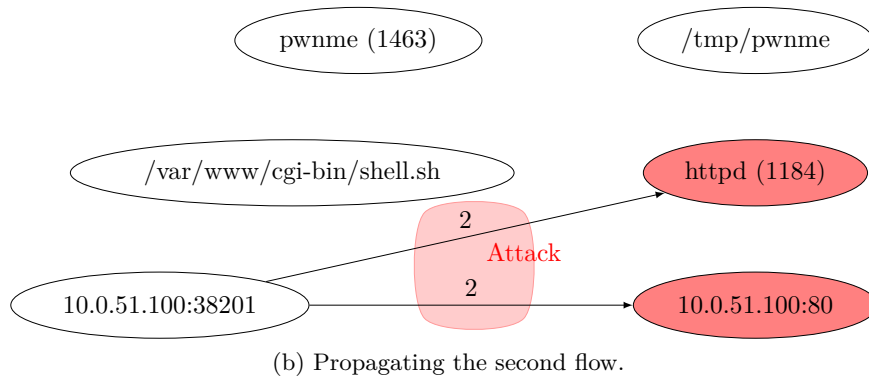 pwnme (1463)
/tmp/pwnme
/var/www/cgi-bin/shell.sh
httpd (1184)
2
Attack
2
10.0.51.100:38201
10.0.51.100:80
(b) Propagating the second flow.